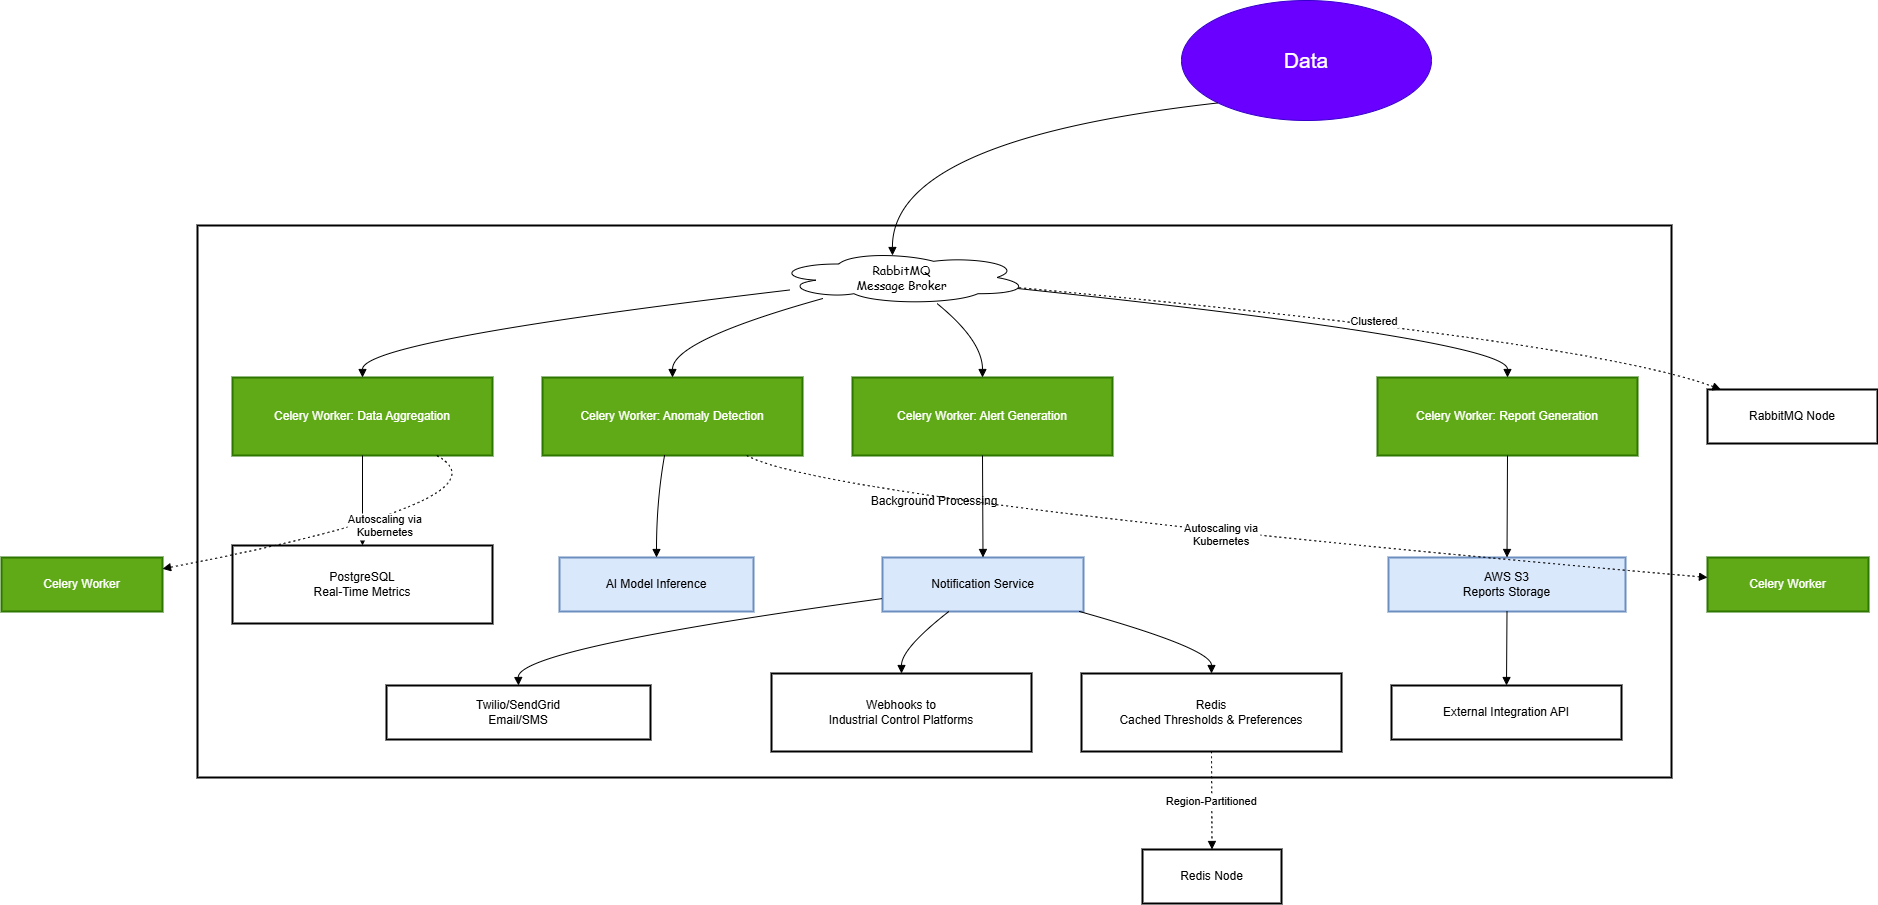 Data
RabbitMQ
Message Broker
Clustered
Celery Worker: Data Aggregation
Celery Worker: Anomaly Detection
Celery Worker: Alert Generation
Celery Worker: Report Generation
RabbitMQ Node
Background Processing
Autoscaling via
Kubernetes
Autoscaling via
Kubernetes
Celery Worker
PostgreSQL
Real-Time Metrics
AI Model Inference
Notification Service
AWS S3
Reports Storage
Celery Worker
Twilio/SendGrid
Email/SMS
Webhooks to
Industrial Control Platforms
Redis
Cached Thresholds & Preferences
External Integration API
Region-Partitioned
Redis Node